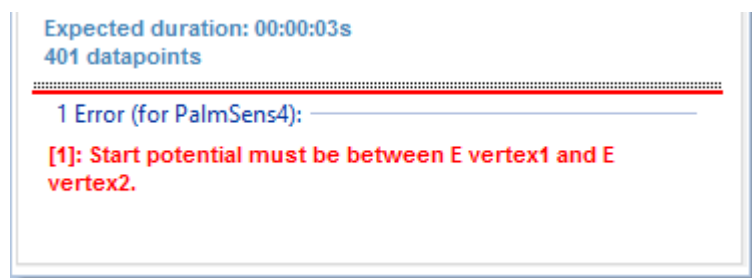 Expected duration: 00:00:03s
401 datapoints
1 Error (for PalmSens4):
[1]: Start potential must be between E vertex1 and E
vertex2.